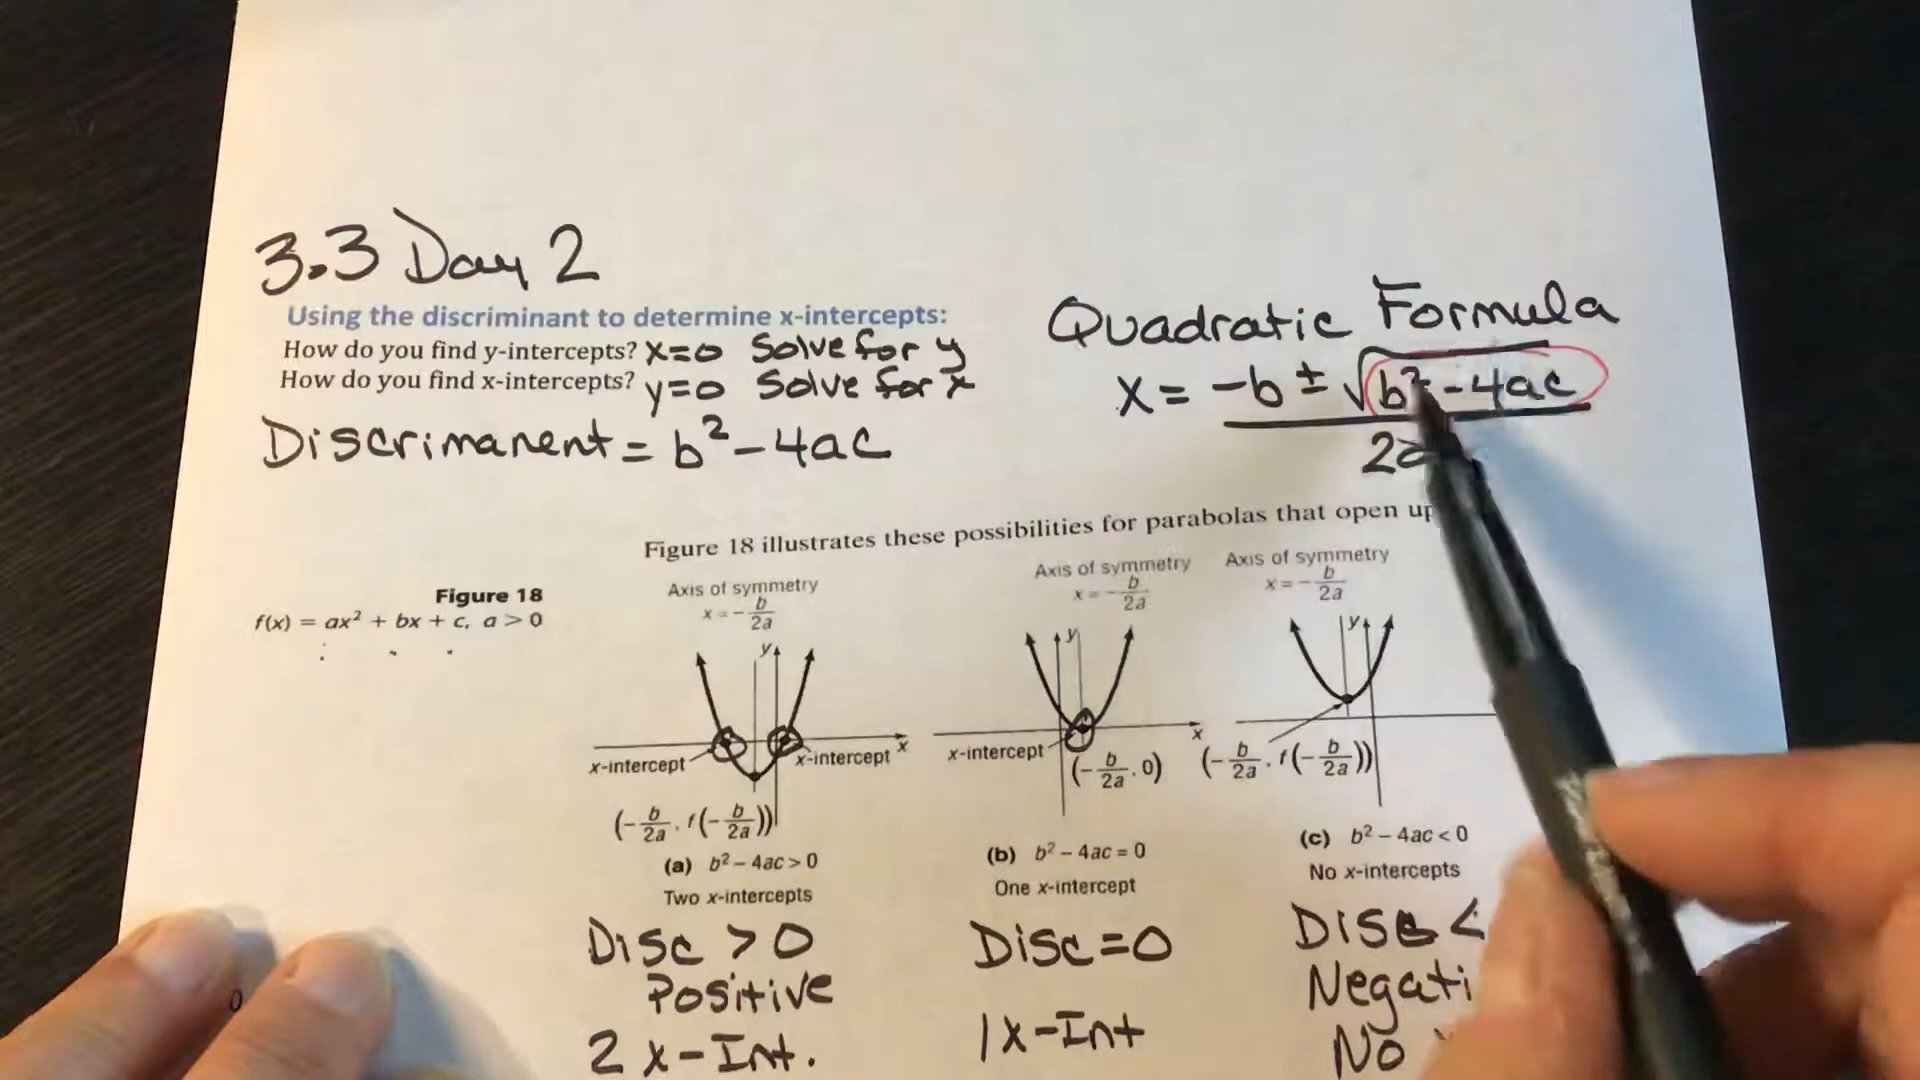 3.3 Day 2
Using the discriminant to determine x-intercepts:
How do you find y-intercepts? x=0 Solve for y
How do you find x-intercepts? y=0 Solve for x
Discrimanent = b² - 4ac
Quadratic Formula
x = -b ± √b² - 4ac
2a
Figure 18 illustrates these possibilities for parabolas that open up
Figure 18
f(x) = ax² + bx + c, a > 0
Axis of symmetry
x = - b/2a
y
x-intercept
x-intercept
x
(- b/2a, f(- b/2a))
(a) b² – 4ac > 0
Two x-intercepts
Disc > 0
Positive
2 x-Int.
Axis of symmetry
x = - b/2a
y
x-intercept
x
(- b/2a, 0)
(b) b² – 4ac = 0
One x-intercept
Disc = 0
1 x-Int
Axis of symmetry
x = - b/2a
y
(- b/2a, f(- b/2a))
(c) b² – 4ac < 0
No x-intercepts
Disc <
Negati
No